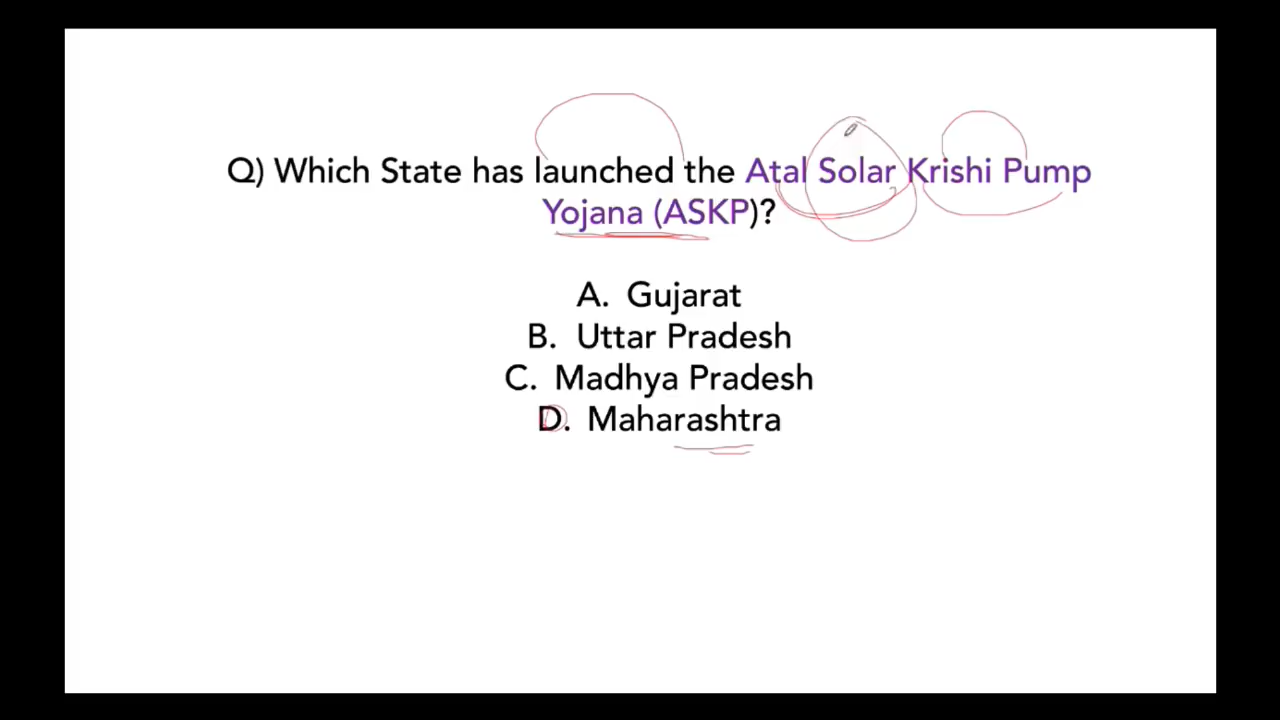 Q) Which State has launched the Atal Solar Krishi Pump
Yojana (ASKP)?
A. Gujarat
B. Uttar Pradesh
C. Madhya Pradesh
D. Maharashtra